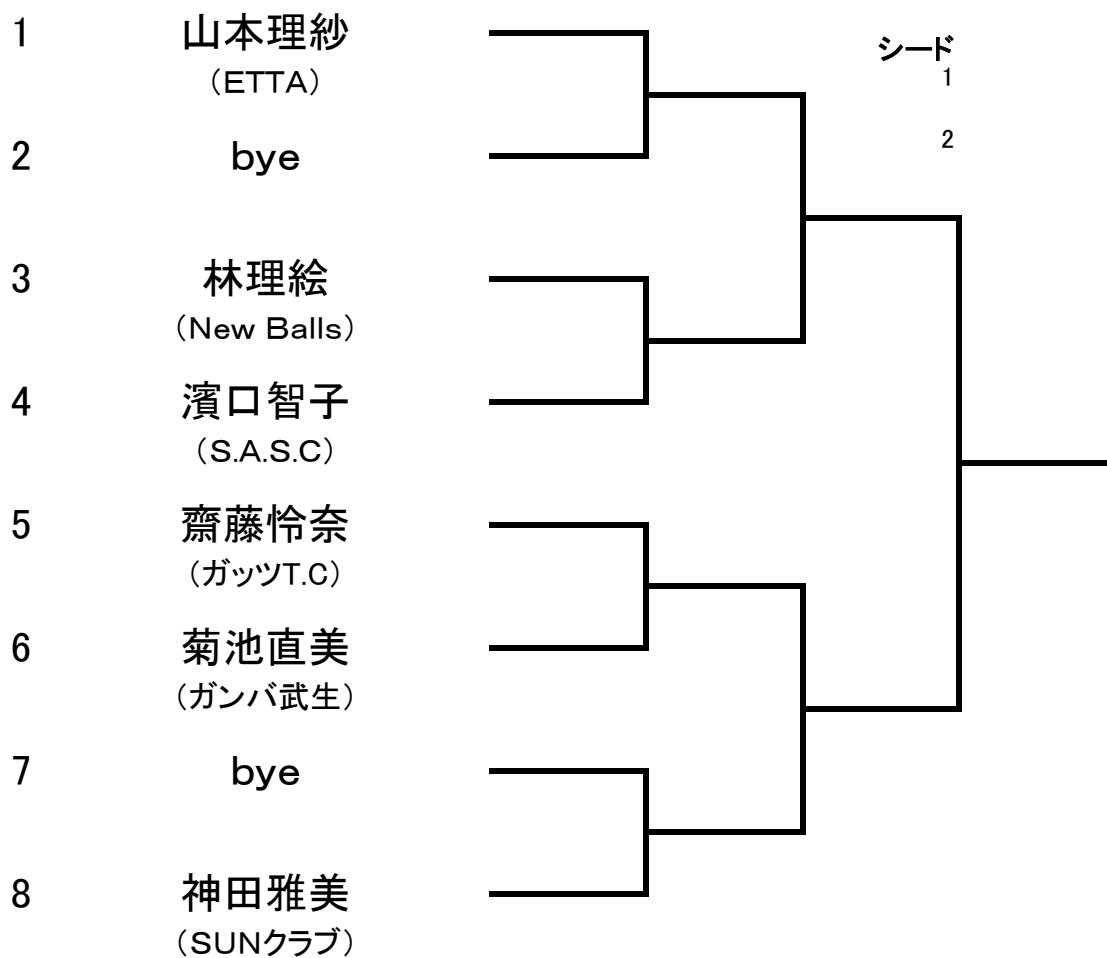 1 山本理紗
（ETTA）
シード
1
2 bye
2
3 林理絵
（New Balls）
4 濱口智子
（S.A.S.C）
5 齋藤怜奈
（ガッツT.C）
6 菊池直美
（ガンバ武生）
7 bye
8 神田雅美
（SUNクラブ）